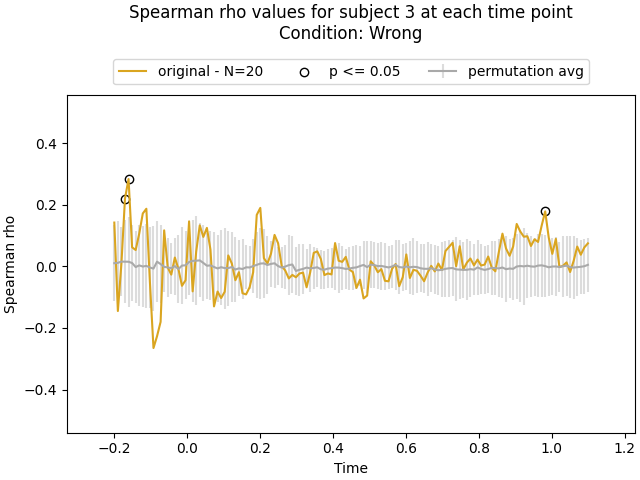 Spearman rho values for subject 3 at each time point
Condition: Wrong
original - N=20 p <= 0.05 permutation avg
Spearman rho
0.4
0.2
0.0
−0.2
−0.4
−0.2 0.0 0.2 0.4 0.6 0.8 1.0 1.2
Time